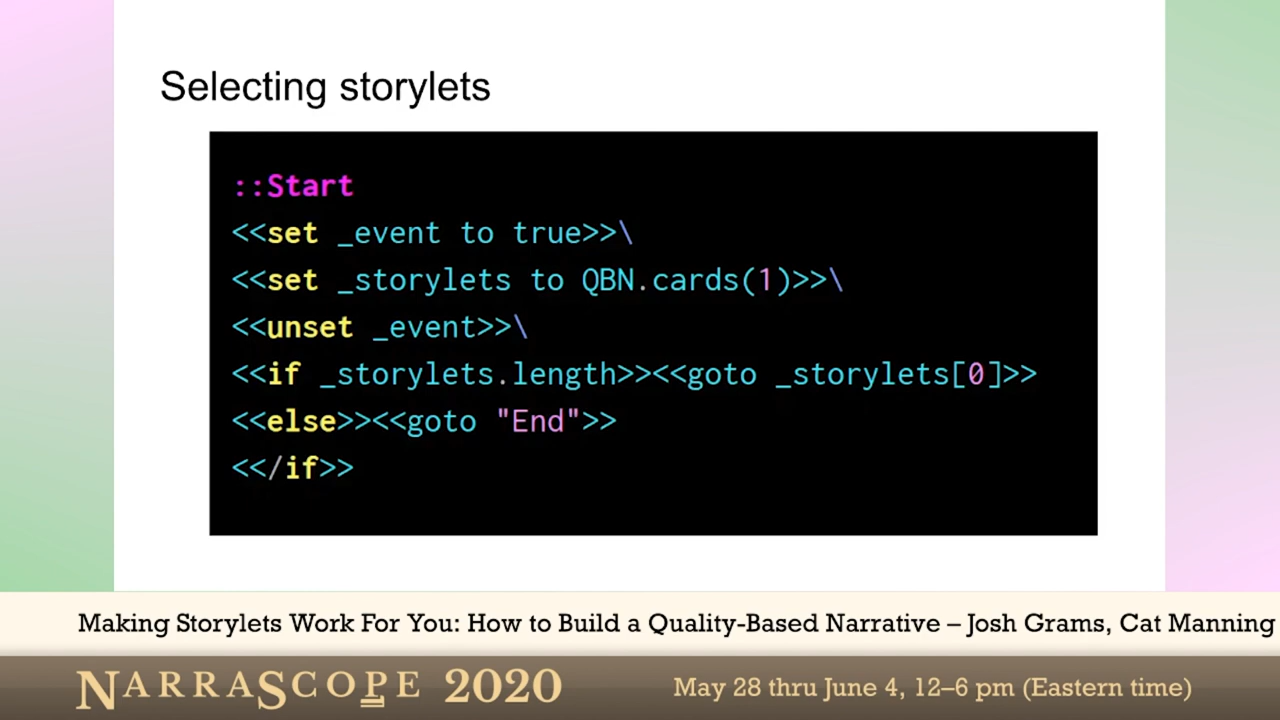 Selecting storylets
::Start
<<set _event to true>>\
<<set _storylets to QBN.cards(1)>>\
<<unset _event>>\
<<if _storylets.length>><<goto _storylets[0]>>
<<else>><<goto "End">>
<</if>>
Making Storylets Work For You: How to Build a Quality-Based Narrative – Josh Grams, Cat Manning
NARRASCOPE 2020
May 28 thru June 4, 12–6 pm (Eastern time)